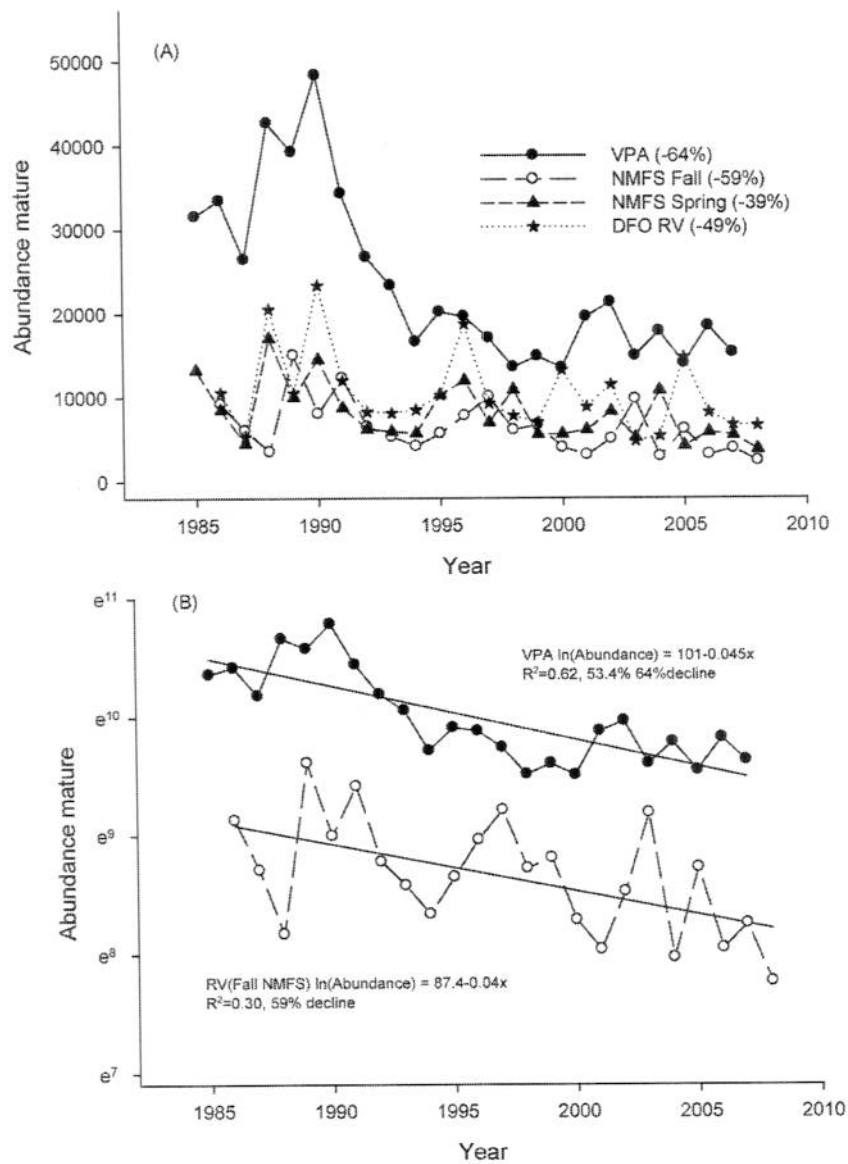 (A)
50000
40000
30000
20000
10000
0
Abundance mature
VPA (-64%)
NMFS Fall (-59%)
NMFS Spring (-39%)
DFO RV (-49%)
1985 1990 1995 2000 2005 2010
Year
(B)
e¹¹
e¹⁰
e⁹
e⁸
e⁷
Abundance mature
VPA ln(Abundance) = 101-0.045x
R²=0.62, 53.4% 64%decline
RV(Fall NMFS) ln(Abundance) = 87.4-0.04x
R²=0.30, 59% decline
1985 1990 1995 2000 2005 2010
Year